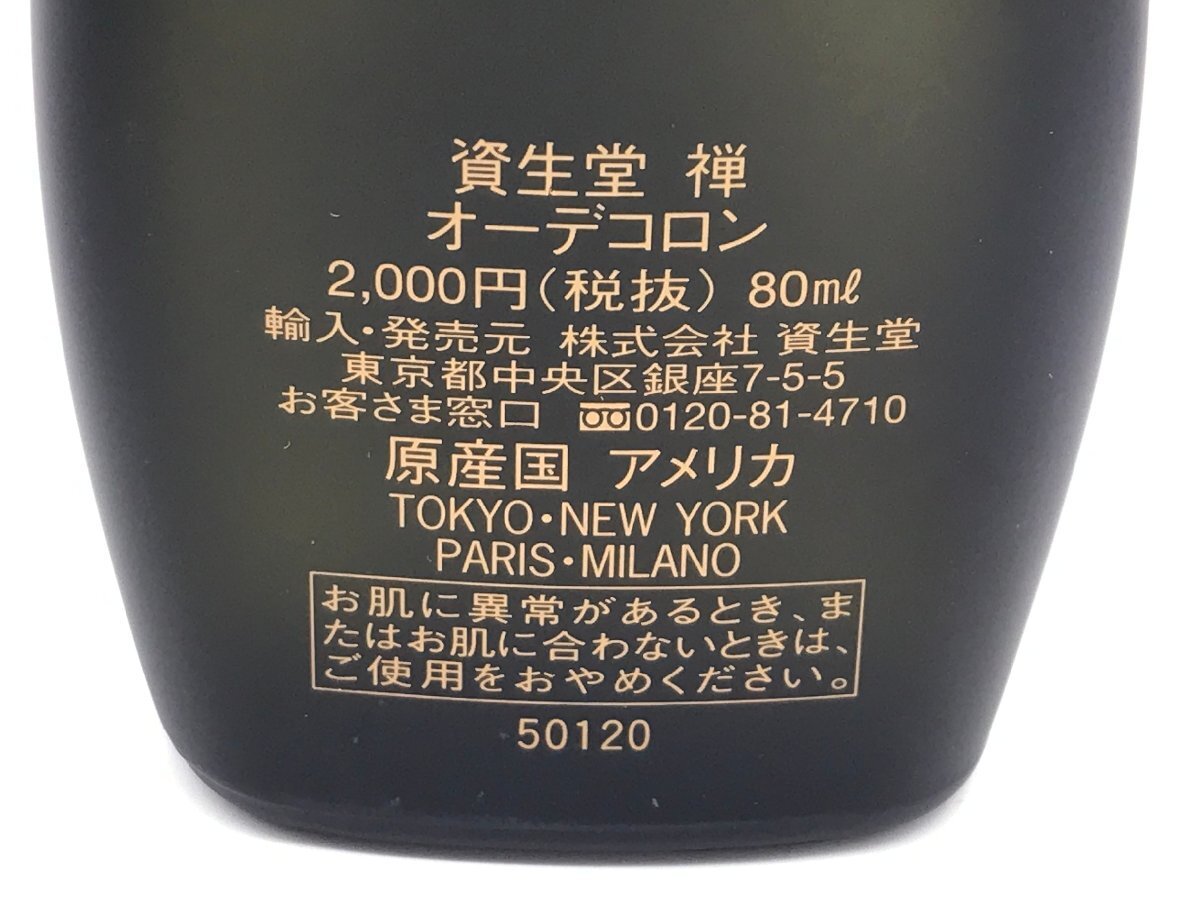 資生堂 禅
オーデコロン
2,000円(税抜) 80mℓ
輸入・発売元 株式会社 資生堂
東京都中央区銀座7-5-5
お客さま窓口 0120-81-4710
原産国 アメリカ
TOKYO・NEW YORK
PARIS・MILANO
お肌に異常があるとき、ま
たはお肌に合わないときは、
ご使用をおやめください。
50120